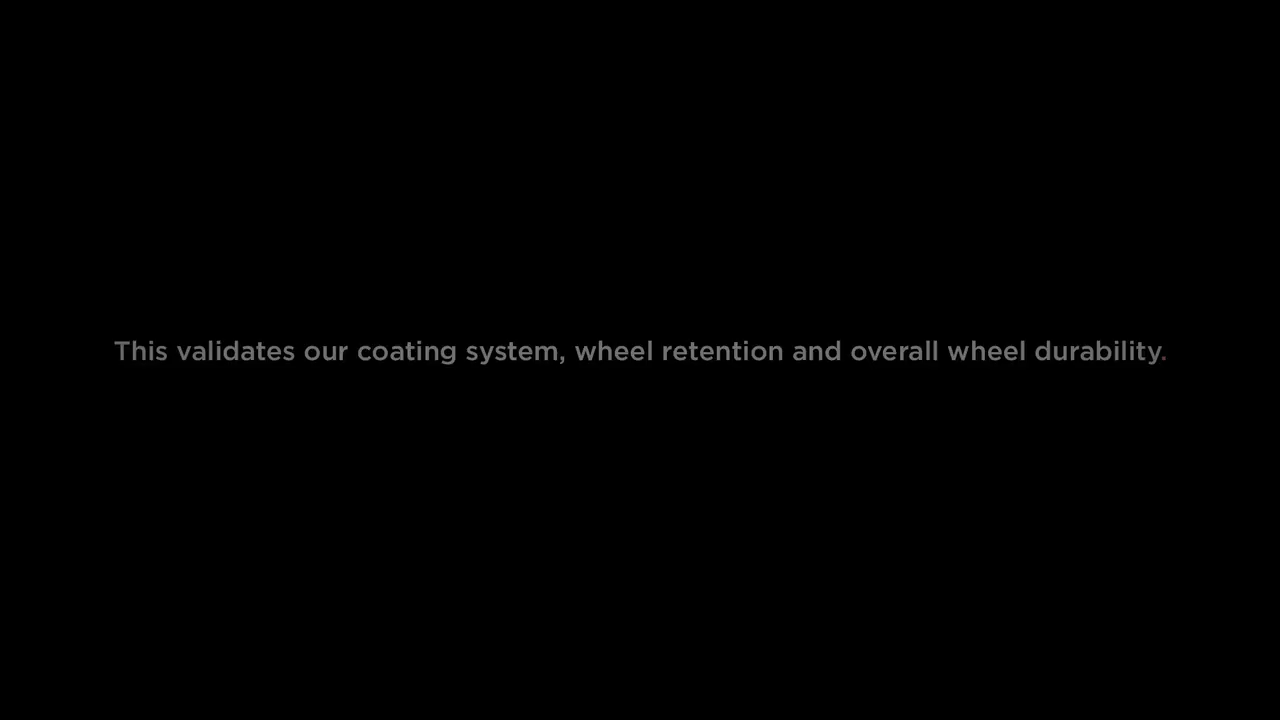 This validates our coating system, wheel retention and overall wheel durability.